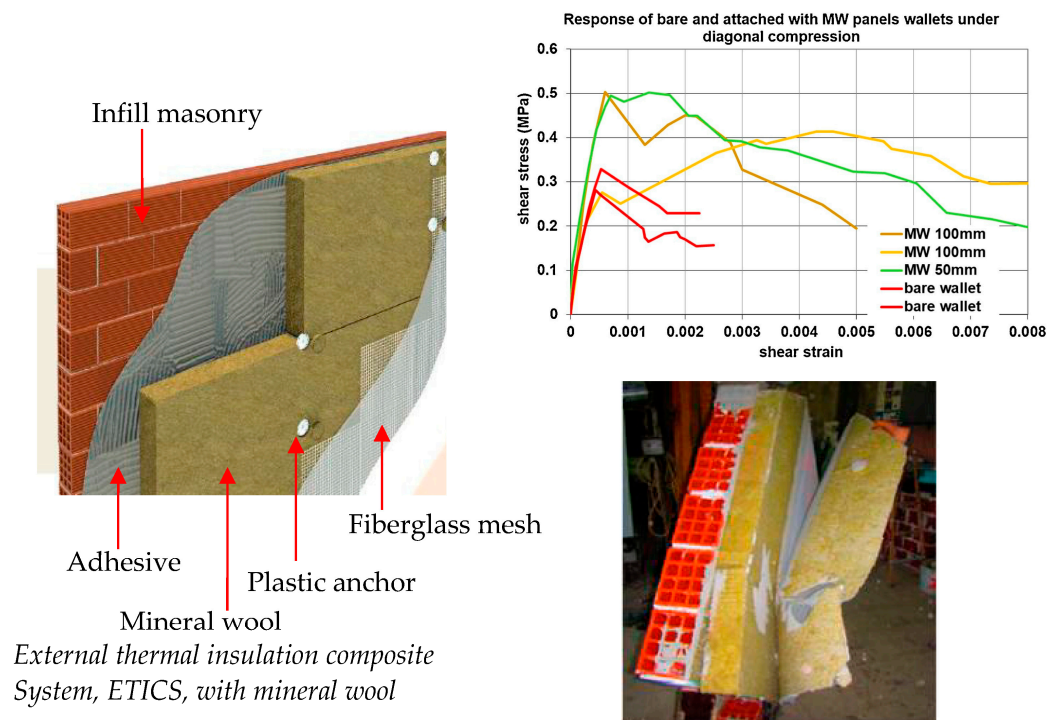 Infill masonry
Adhesive
Mineral wool
Plastic anchor
Fiberglass mesh
External thermal insulation composite
System, ETICS, with mineral wool
Response of bare and attached with MW panels wallets under
diagonal compression
shear stress (MPa)
0.6
0.5
0.4
0.3
0.2
0.1
0
MW 100mm
MW 100mm
MW 50mm
bare wallet
bare wallet
0 0.001 0.002 0.003 0.004 0.005 0.006 0.007 0.008
shear strain